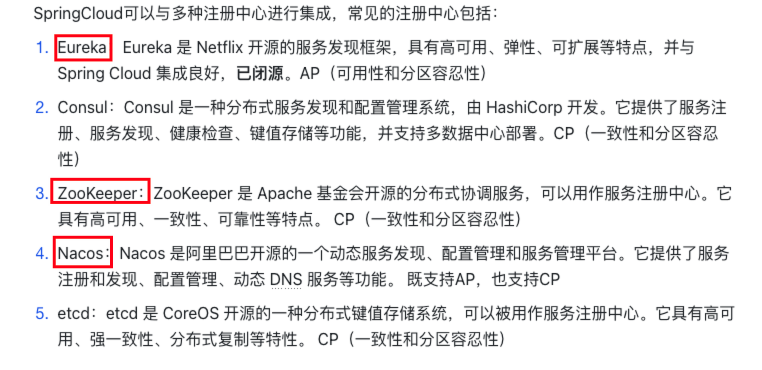 SpringCloud可以与多种注册中心进行集成，常见的注册中心包括：
1. Eureka Eureka 是 Netflix 开源的服务发现框架，具有高可用、弹性、可扩展等特点，并与
Spring Cloud 集成良好，已闭源。AP（可用性和分区容忍性）
2. Consul：Consul 是一种分布式服务发现和配置管理系统，由 HashiCorp 开发。它提供了服务注
册、服务发现、健康检查、键值存储等功能，并支持多数据中心部署。CP（一致性和分区容忍
性）
3. ZooKeeper：ZooKeeper 是 Apache 基金会开源的分布式协调服务，可以用作服务注册中心。它
具有高可用、一致性、可靠性等特点。 CP（一致性和分区容忍性）
4. Nacos：Nacos 是阿里巴巴开源的一个动态服务发现、配置管理和服务管理平台。它提供了服务
注册和发现、配置管理、动态 DNS 服务等功能。 既支持AP，也支持CP
5. etcd：etcd 是 CoreOS 开源的一种分布式键值存储系统，可以被用作服务注册中心。它具有高可
用、强一致性、分布式复制等特性。 CP（一致性和分区容忍性）